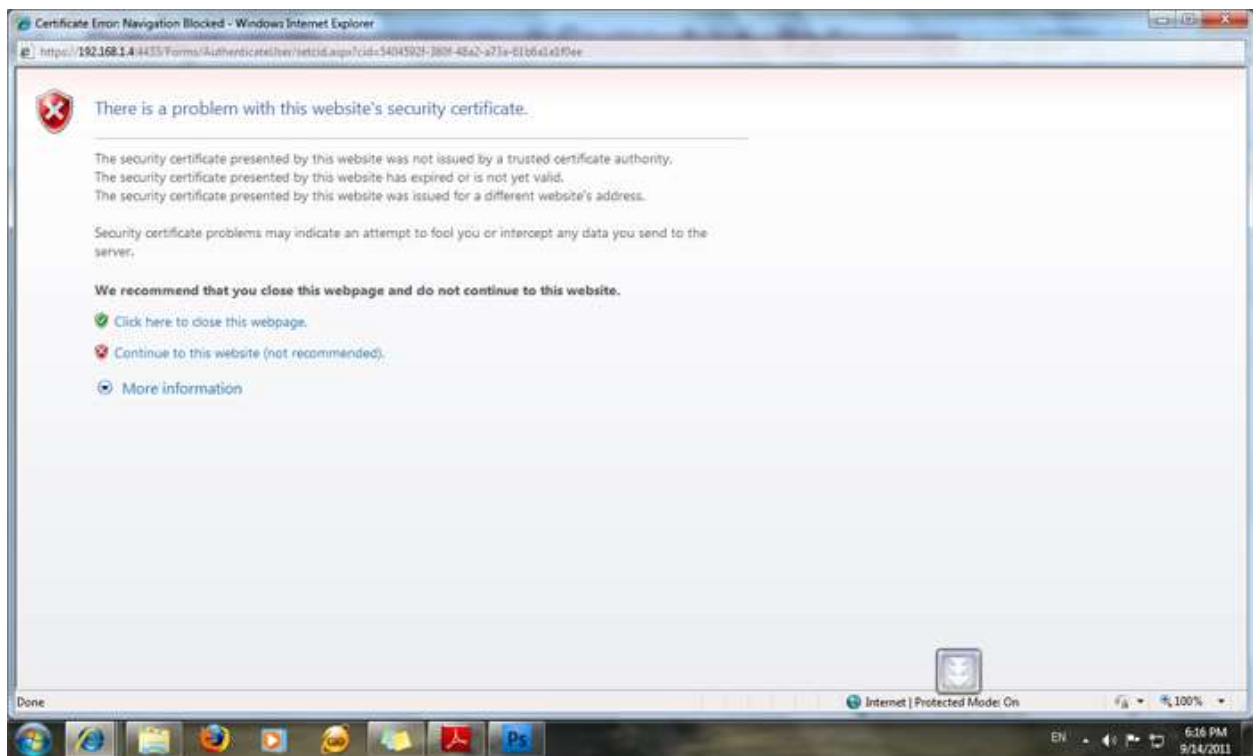 Certificate Error: Navigation Blocked - Windows Internet Explorer
There is a problem with this website's security certificate.
The security certificate presented by this website was not issued by a trusted certificate authority.
The security certificate presented by this website has expired or is not yet valid.
The security certificate presented by this website was issued for a different website's address.
Security certificate problems may indicate an attempt to fool you or intercept any data you send to the
server.
We recommend that you close this webpage and do not continue to this website.
Click here to close this webpage.
Continue to this website (not recommended).
More information
Done
Internet | Protected Mode: On
100%
Ps
EN
6:16 PM
9/14/2011